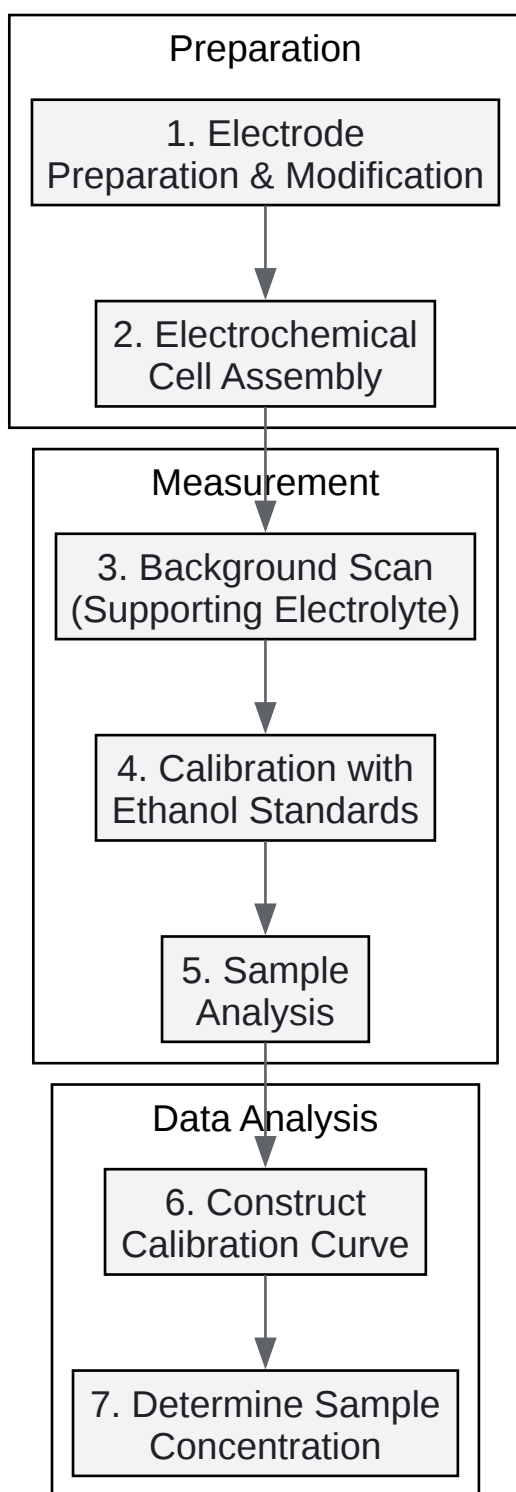 Preparation
1. Electrode
Preparation & Modification
2. Electrochemical
Cell Assembly
Measurement
3. Background Scan
(Supporting Electrolyte)
4. Calibration with
Ethanol Standards
5. Sample
Analysis
Data Analysis
6. Construct
Calibration Curve
7. Determine Sample
Concentration